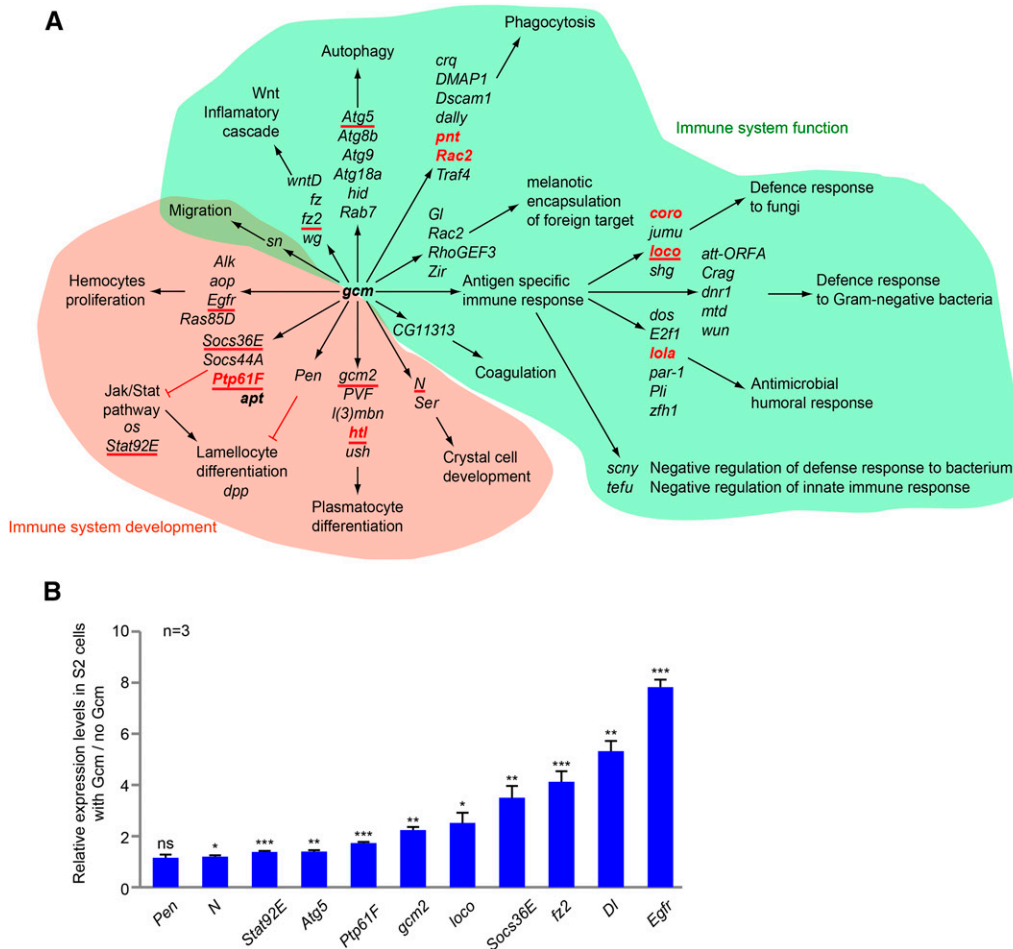 A
Phagocytosis
Autophagy
crq
DMAP1
Dscam1
dally
pnt
Rac2
Traf4
Wnt
Inflamatory
cascade
Atg5
Atg8b
Atg9
Atg18a
hid
Rab7
Immune system function
wntD
fz
fz2
wg
Migration
sn
Gl
Rac2
RhoGEF3
Zir
melanotic
encapsulation
of foreign target
coro
jumu
loco
shg
Defence response
to fungi
att-ORFA
Crag
dnr1
mtd
wun
Defence response
to Gram-negative bacteria
Hemocytes
proliferation
Alk
aop
Egfr
Ras85D
gcm
Antigen specific
immune response
CG11313
Coagulation
dos
E2f1
lola
par-1
Pli
zfh1
Antimicrobial
humoral response
Socs36E
Socs44A
Ptp61F
apt
Pen
gcm2
PVF
l(3)mbn
htl
ush
N
Ser
Jak/Stat
pathway
os
Stat92E
Lamellocyte
differentiation
dpp
Crystal cell
development
Plasmatocyte
differentiation
scny Negative regulation of defense response to bacterium
tefu Negative regulation of innate immune response
Immune system development
B
Relative expression levels in S2 cells
with Gcm / no Gcm
10
8
6
4
2
0
n=3
ns
*
***
**
***
**
*
**
***
**
***
Pen
N
Stat92E
Atg5
Ptp61F
gcm2
loco
Socs36E
fz2
Dl
Egfr